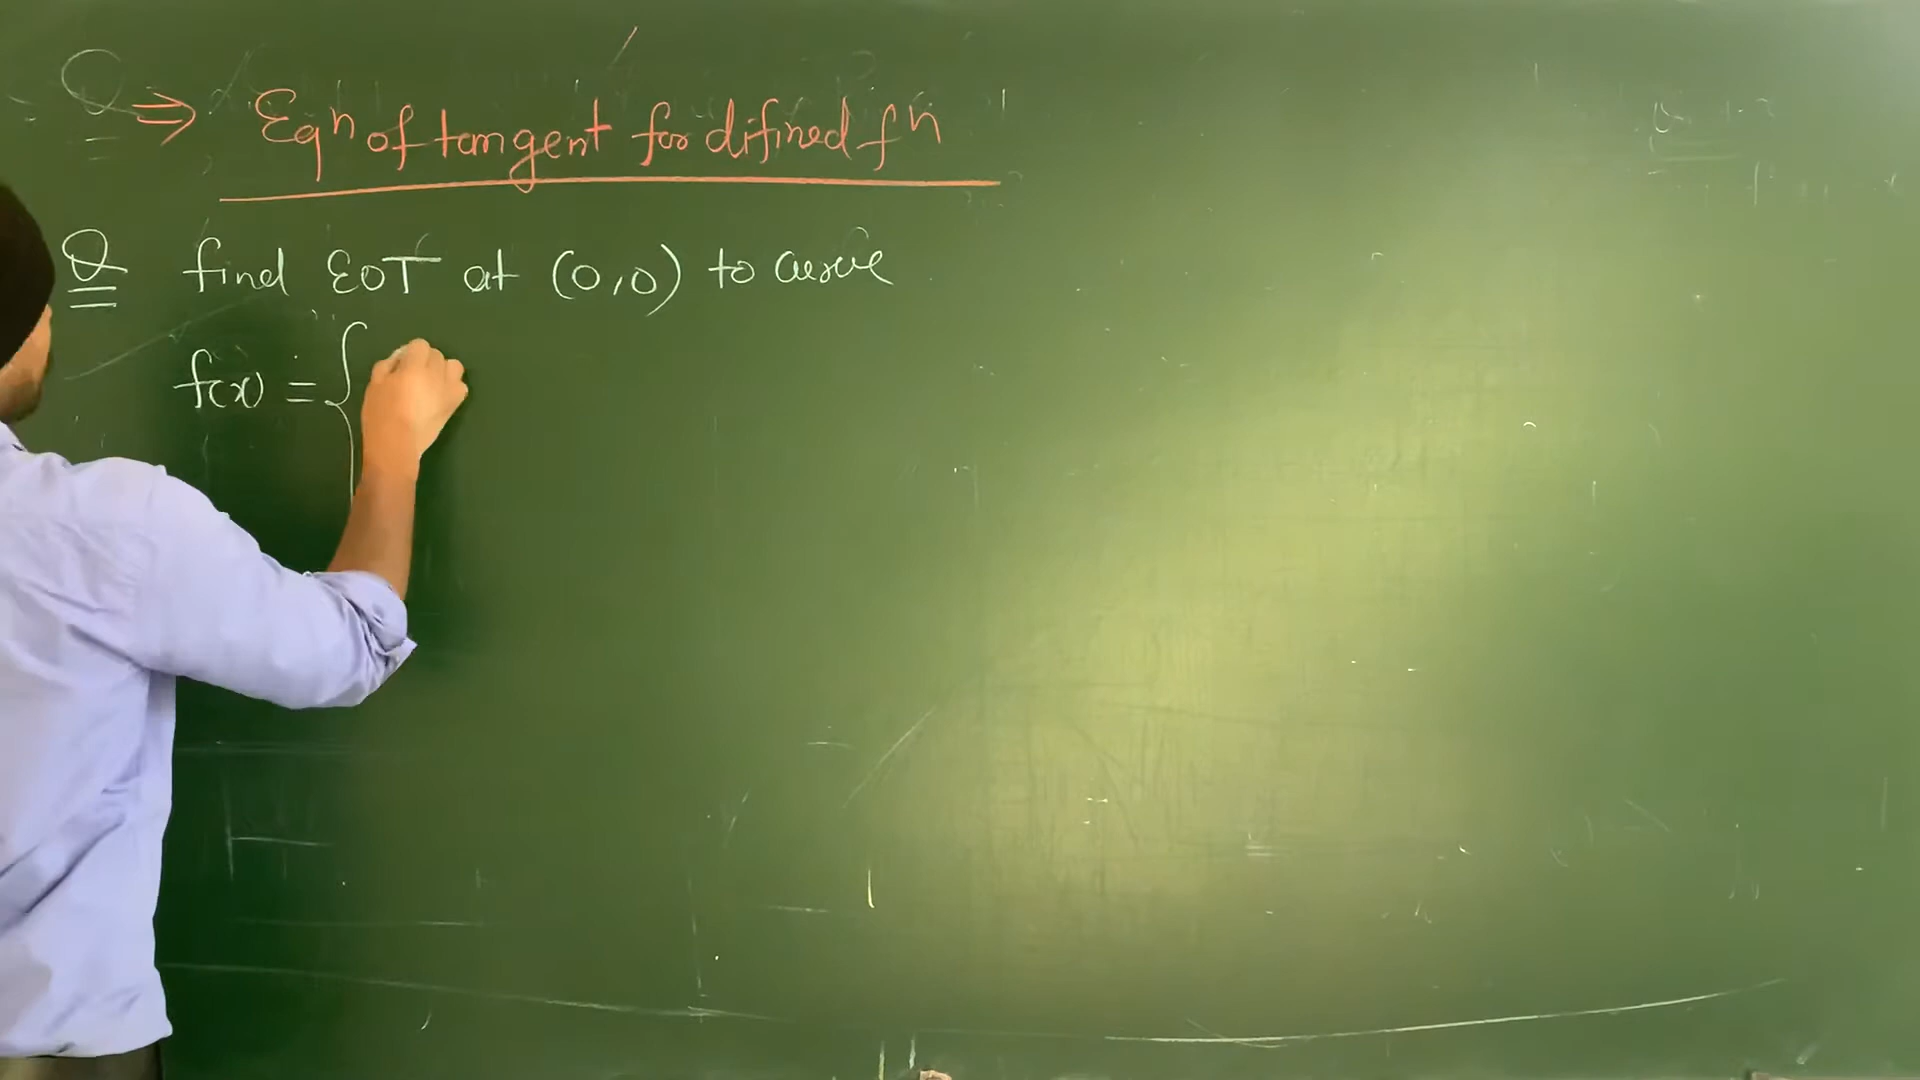 ⇒ Eqⁿ of tangent for difined fⁿ
Q find EOT at (0,0) to curve
f(x) = {